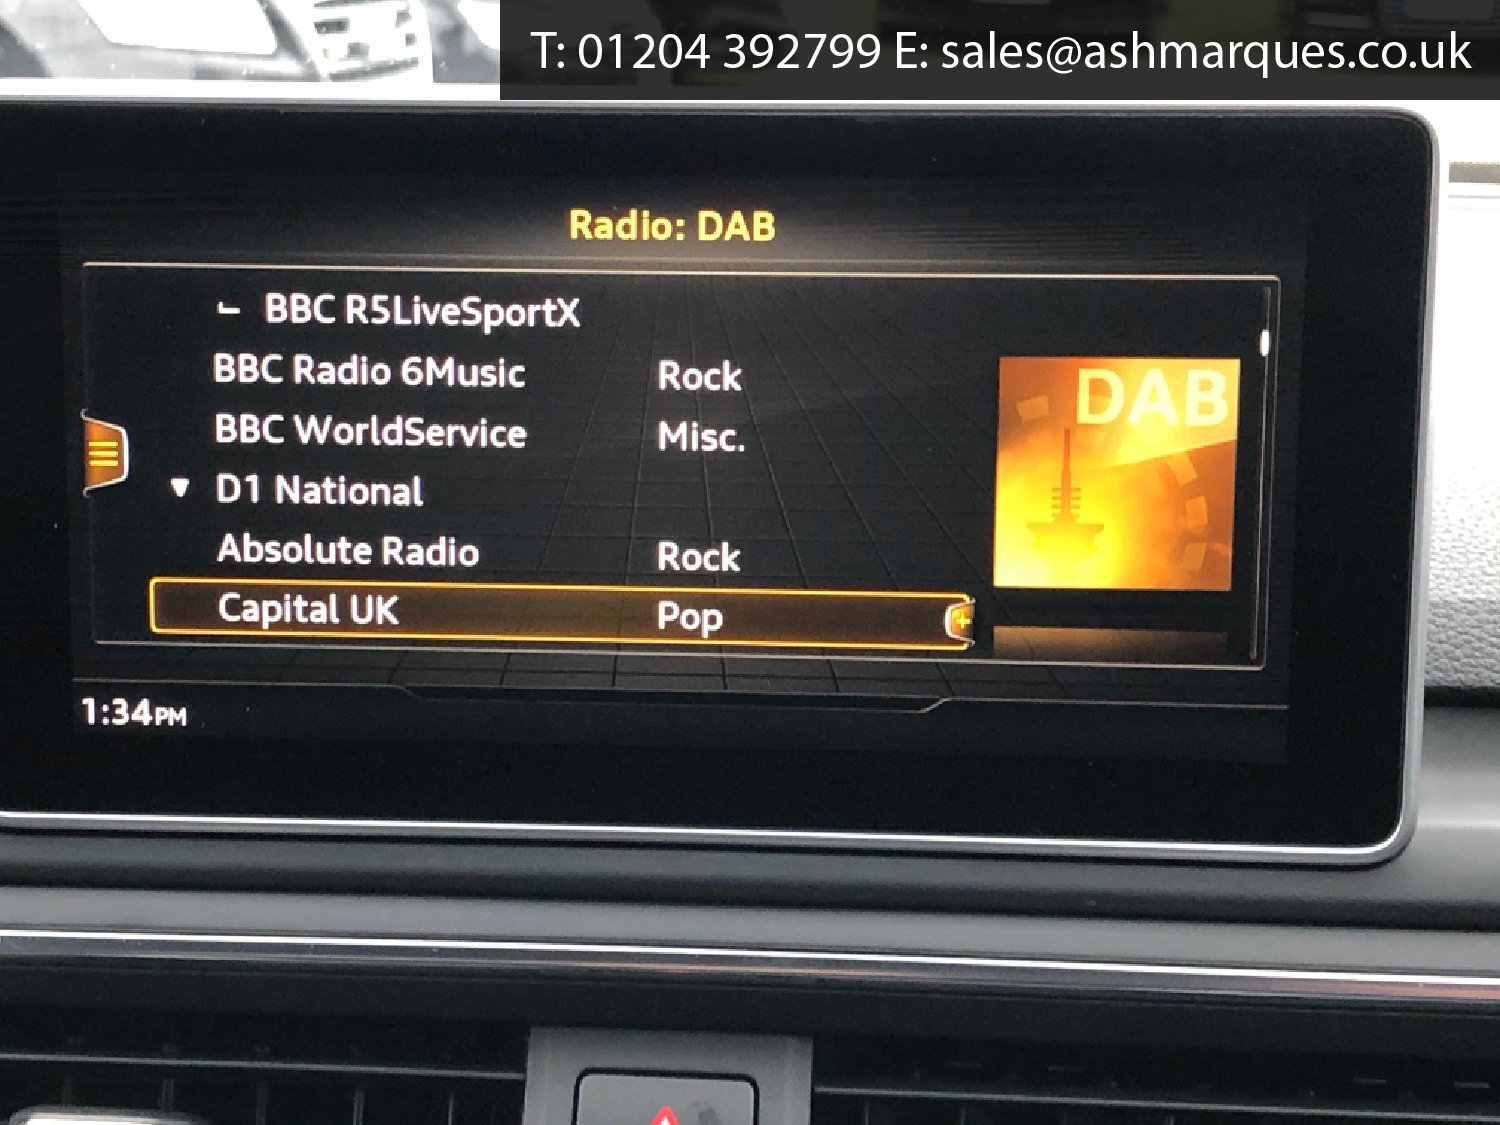 T: 01204 392799 E: sales@ashmarques.co.uk
Radio: DAB
BBC R5LiveSportX
BBC Radio 6Music Rock
BBC WorldService Misc.
DAB
D1 National
Absolute Radio Rock
Capital UK Pop
1:34PM